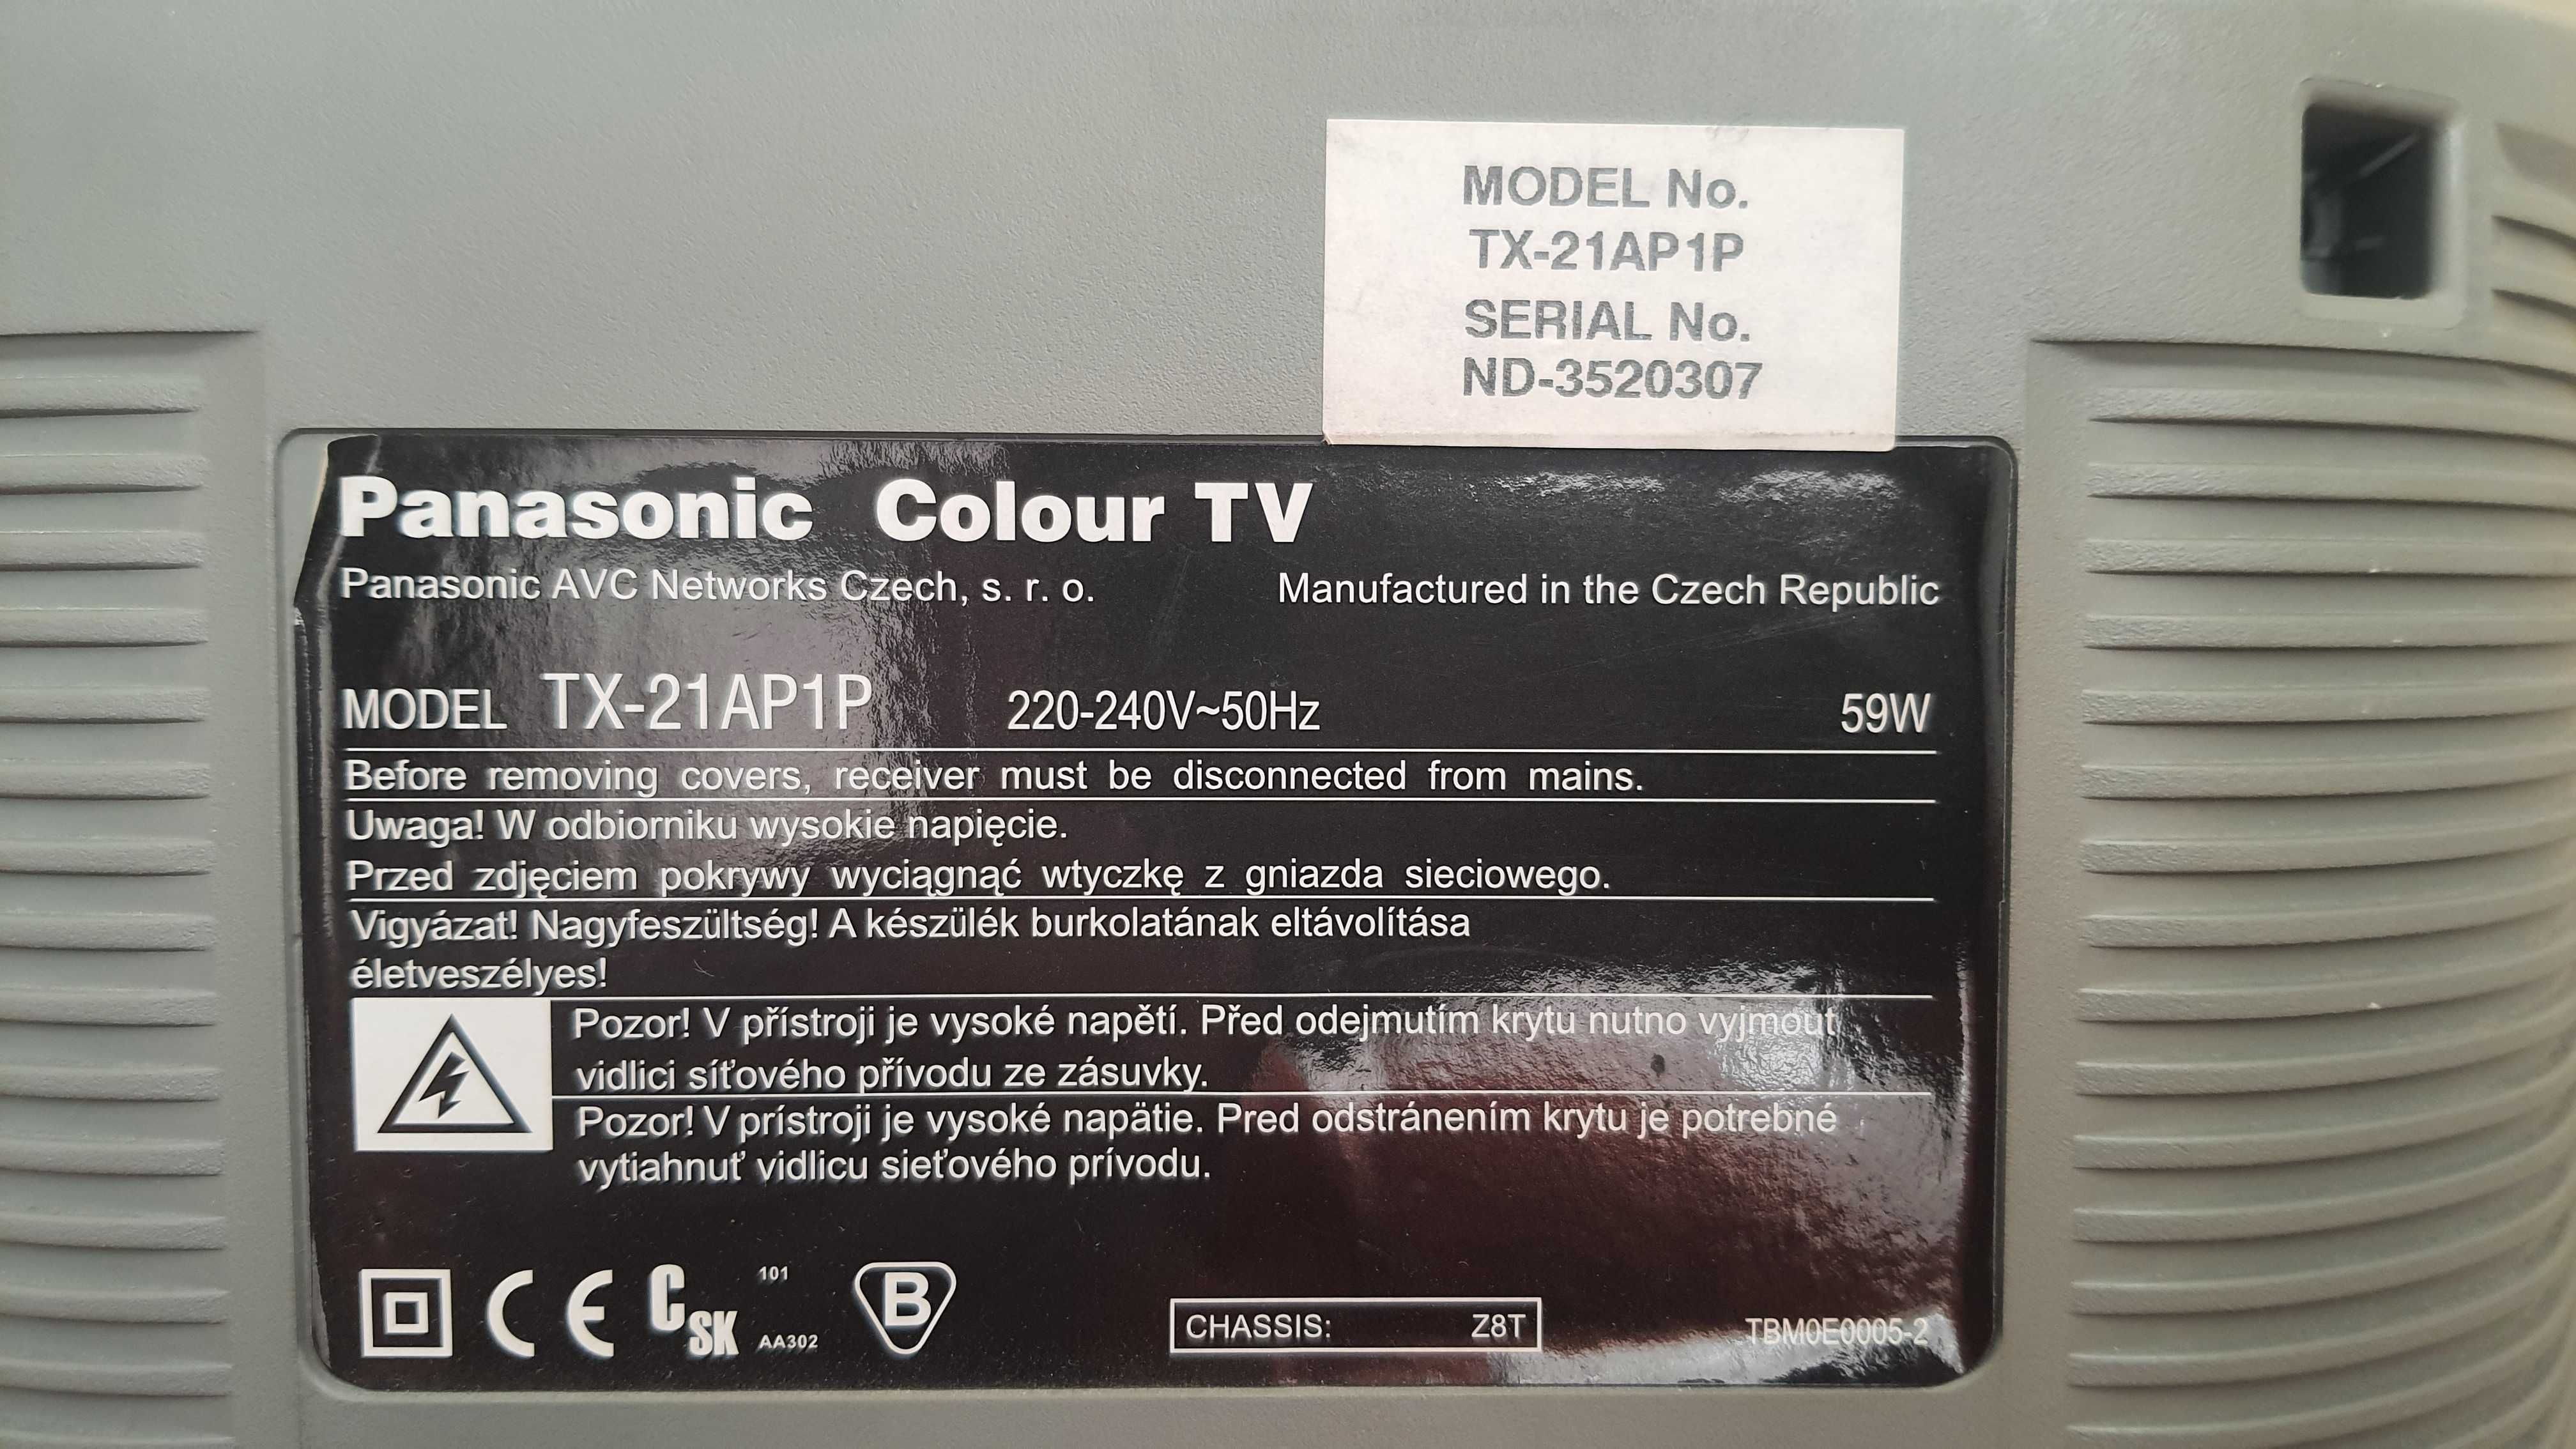 MODEL No.
TX-21AP1P
SERIAL No.
ND-3520307
Panasonic Colour TV
Panasonic AVC Networks Czech, s. r. o. Manufactured in the Czech Republic
MODEL TX-21AP1P 220-240V~50Hz 59W
Before removing covers, receiver must be disconnected from mains.
Uwaga! W odbiorniku wysokie napięcie.
Przed zdjęciem pokrywy wyciągnąć wtyczkę z gniazda sieciowego.
Vigyázat! Nagyfeszültség! A készülék burkolatának eltávolítása
életveszélyes!
Pozor! V přístroji je vysoké napětí. Před odejmutím krytu nutno vyjmout
vidlici síťového přívodu ze zásuvky.
Pozor! V prístroji je vysoké napätie. Pred odstránením krytu je potrebné
vytiahnuť vidlicu sieťového prívodu.
CE CSK 101 AA302 B
CHASSIS: Z8T TBM0E0005-2